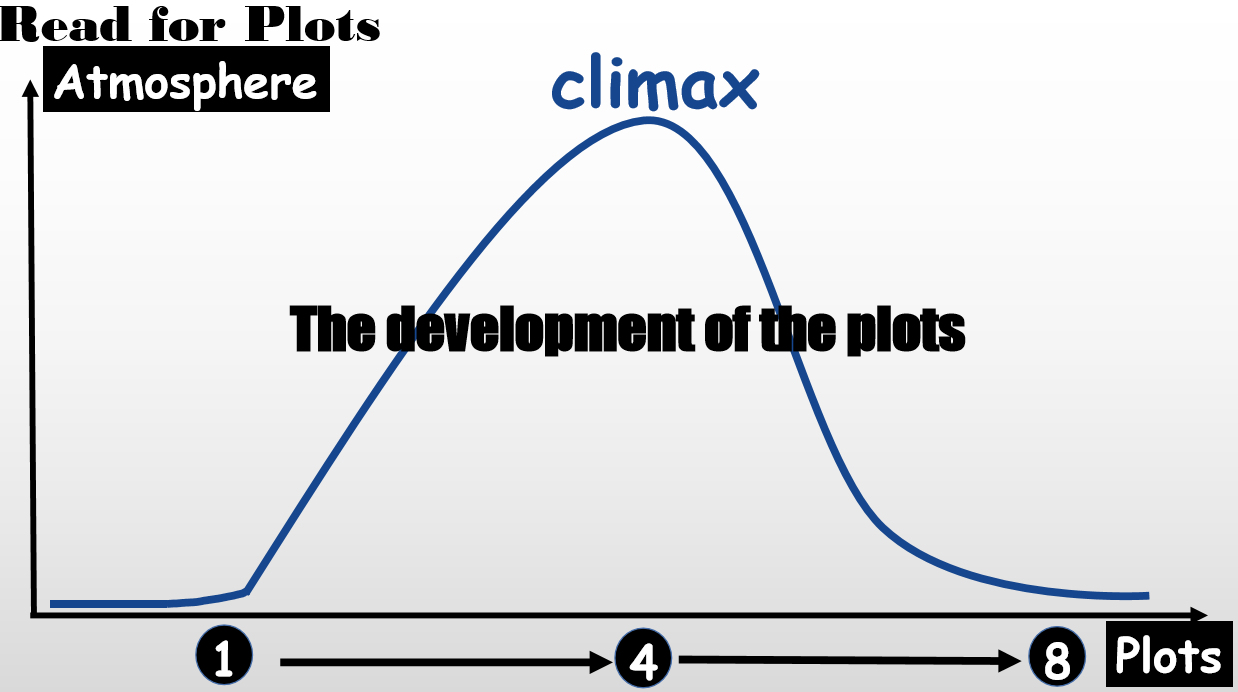 Read for Plots
Atmosphere
climax
The development of the plots
1
4
8
Plots